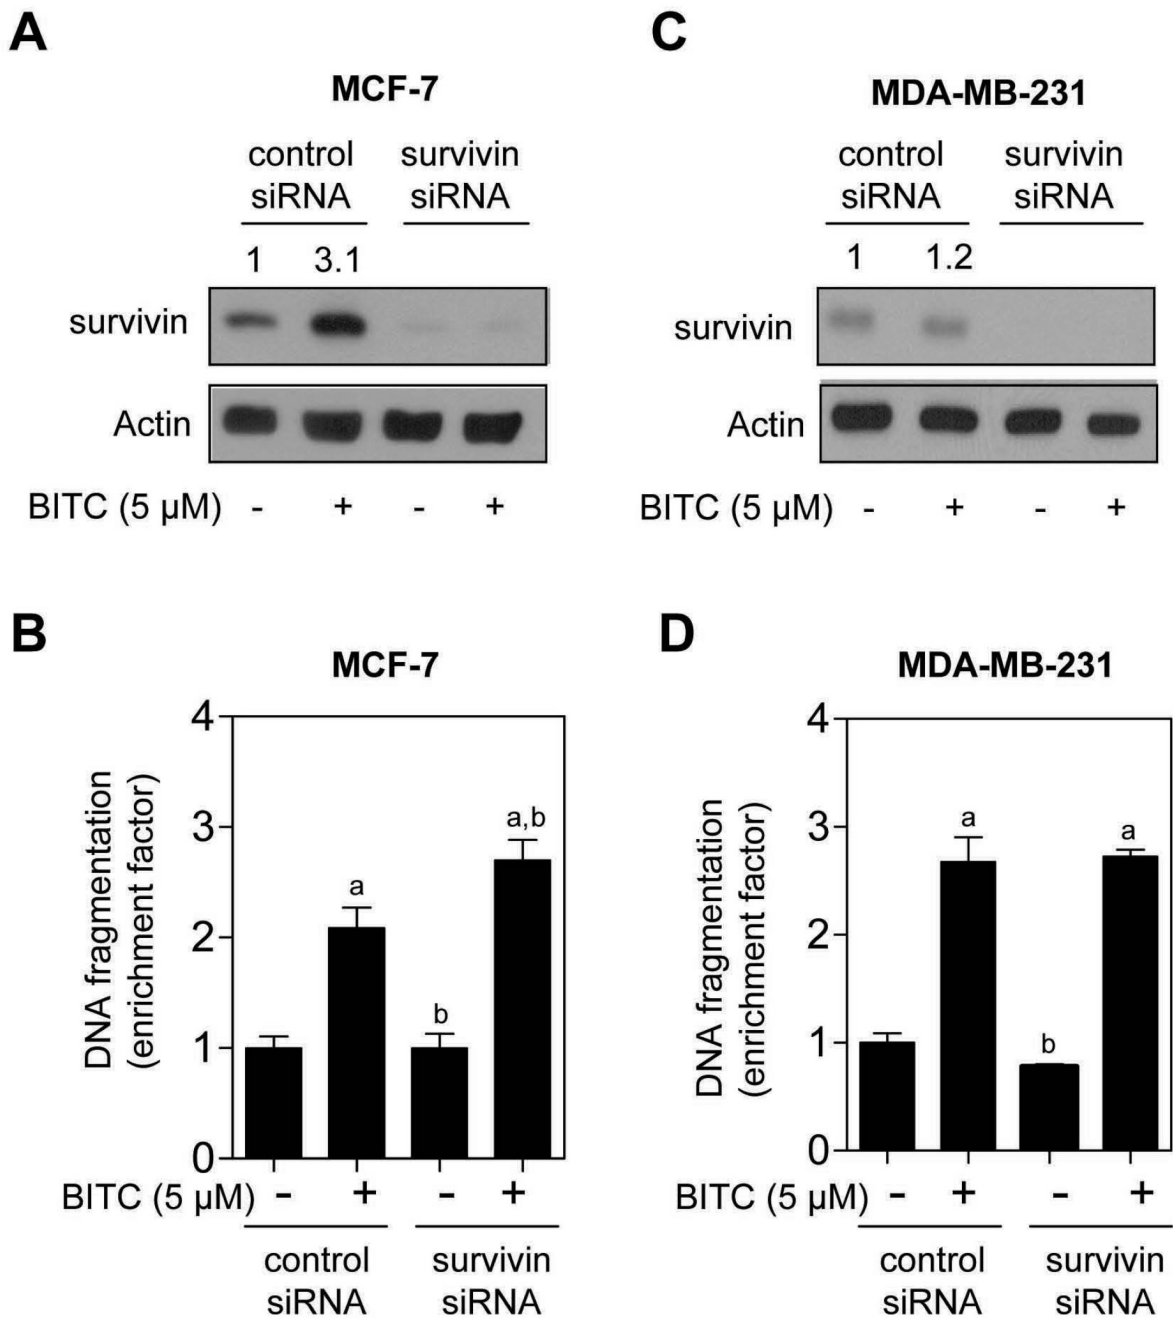 A
MCF-7
control survivin
siRNA siRNA
1 3.1
survivin
Actin
BITC (5 µM) - + - +
C
MDA-MB-231
control survivin
siRNA siRNA
1 1.2
survivin
Actin
BITC (5 µM) - + - +
B
MCF-7
DNA fragmentation
(enrichment factor)
4
3
2
1
0
a
b
a,b
BITC (5 µM) - + - +
control survivin
siRNA siRNA
D
MDA-MB-231
DNA fragmentation
(enrichment factor)
4
3
2
1
0
a
b
a
BITC (5 µM) - + - +
control survivin
siRNA siRNA